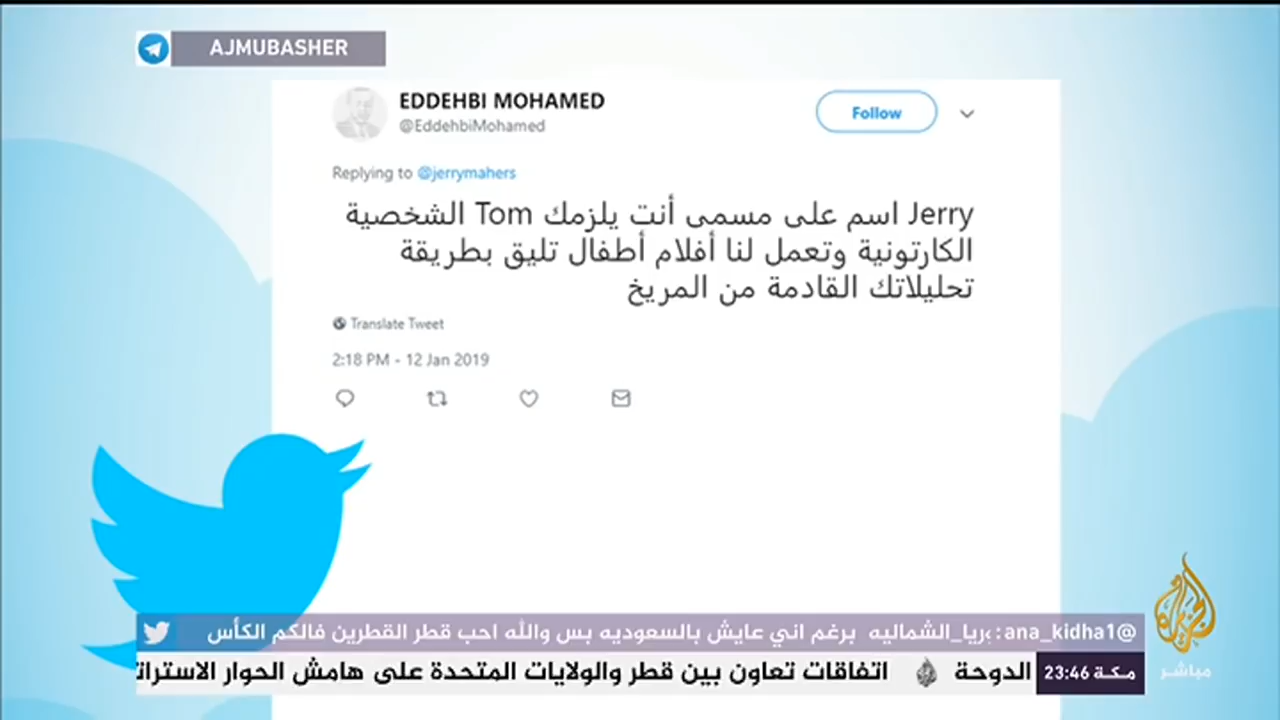 AJMUBASHER
EDDEHBI MOHAMED
@EddehbiMohamed
Follow
Replying to @jerrymahers
Jerry اسم على مسمى أنت يلزمك Tom الشخصية
الكارتونية وتعمل لنا أفلام أطفال تليق بطريقة
تحليلاتك القادمة من المريخ
Translate Tweet
2:18 PM - 12 Jan 2019
@ana_kidha1: وريا_الشماليه برغم اني عايش بالسعوديه بس والله احب قطر القطرين فالكم الكأس
مكة 23:46
الدوحة
اتفاقات تعاون بين قطر والولايات المتحدة على هامش الحوار
الجزيرة
مباشر